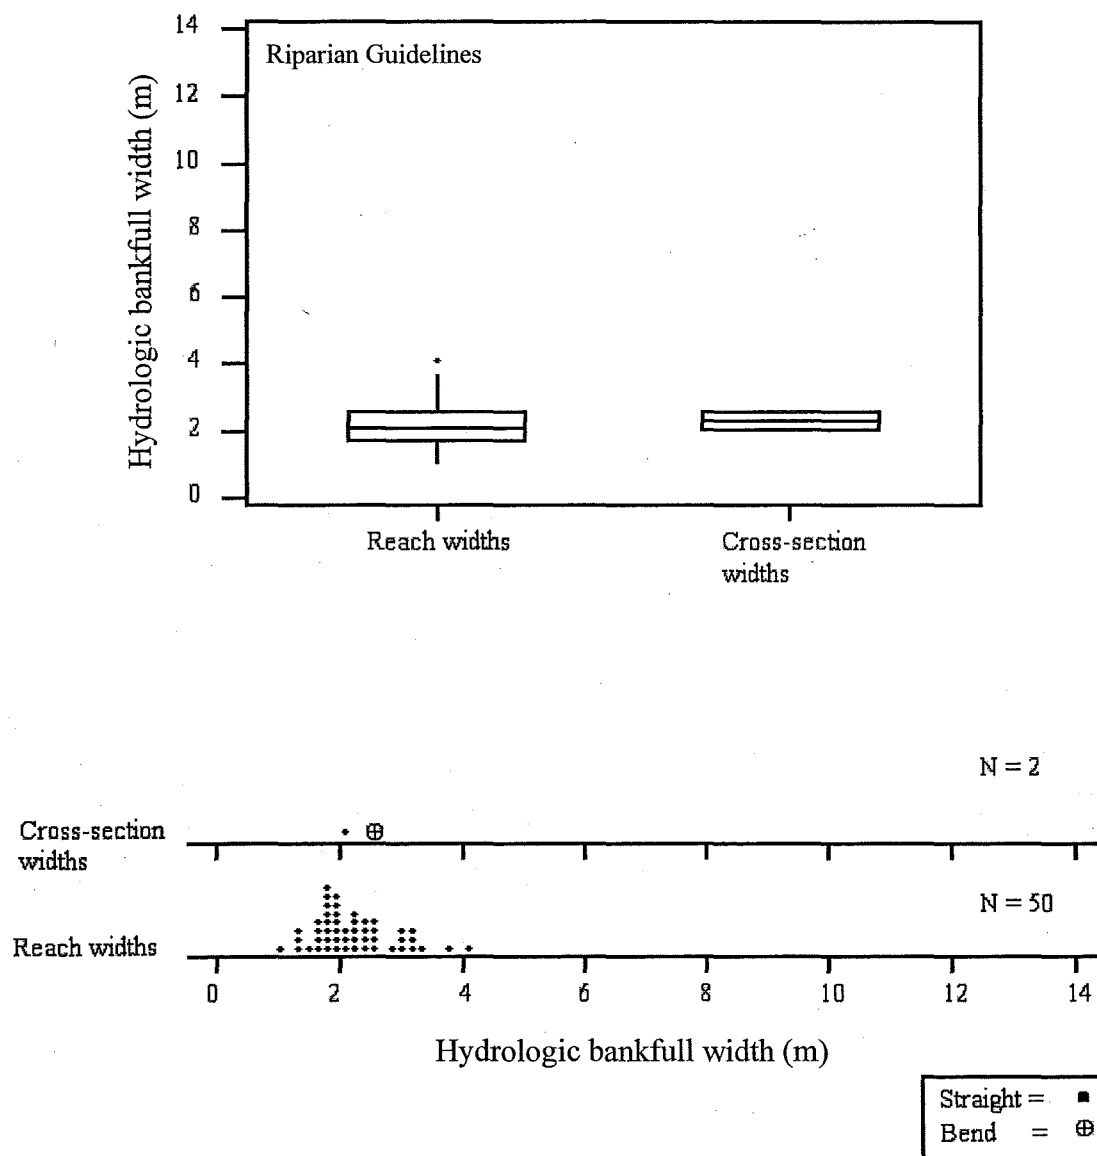 Riparian Guidelines
Hydrologic bankfull width (m)
14
12
10
8
6
4
2
0
Reach widths
Cross-section
widths
N = 2
Cross-section
widths
N = 50
Reach widths
0 2 4 6 8 10 12 14
Hydrologic bankfull width (m)
Straight =
Bend =